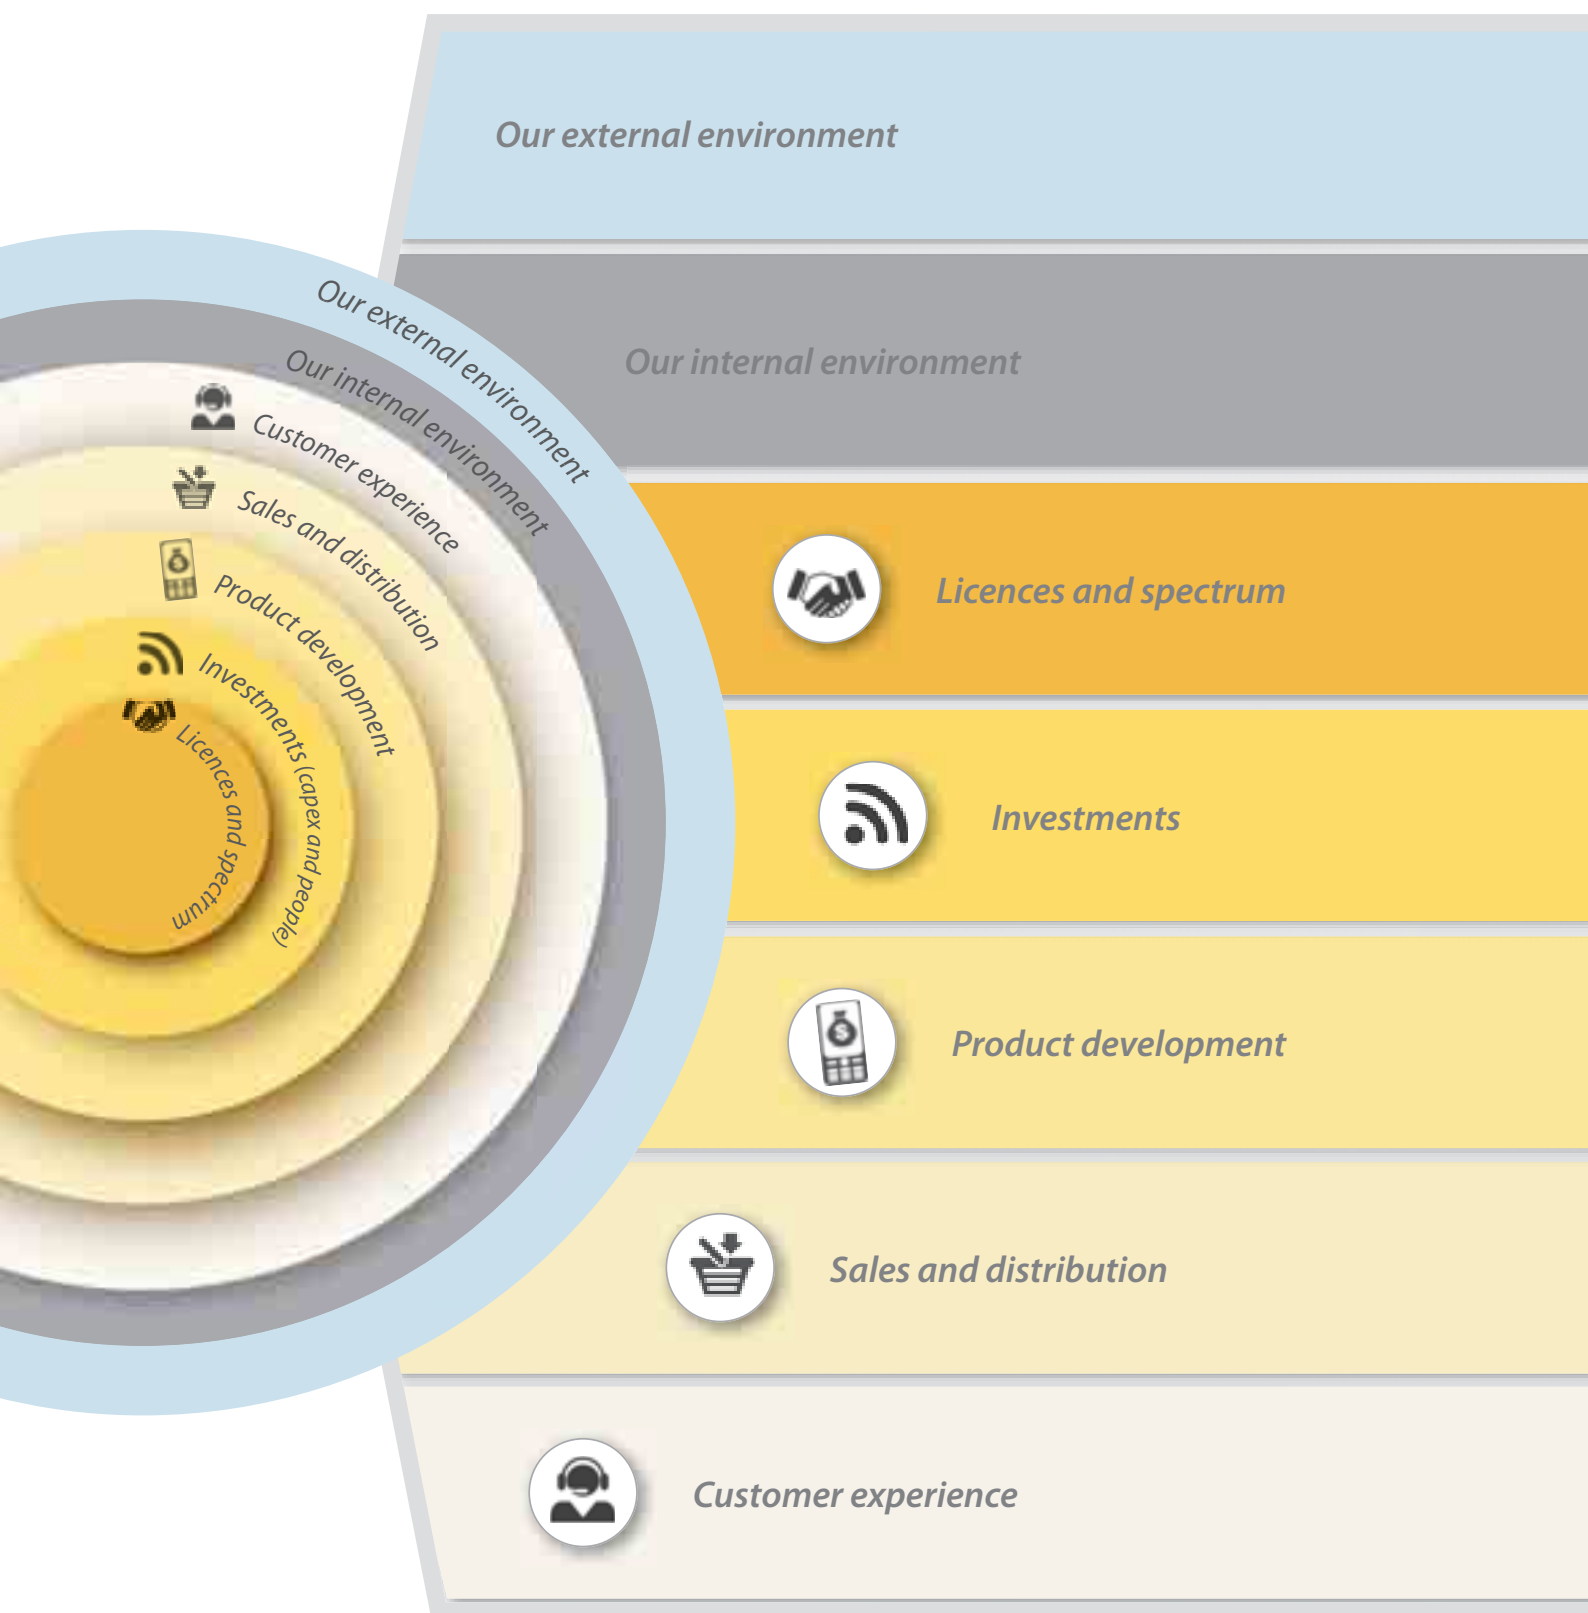 Our external environment
Our internal environment
Customer experience
Sales and distribution
Product development
Investments (capex and people)
Licences and spectrum
Our external environment
Our internal environment
Licences and spectrum
Investments
Product development
Sales and distribution
Customer experience